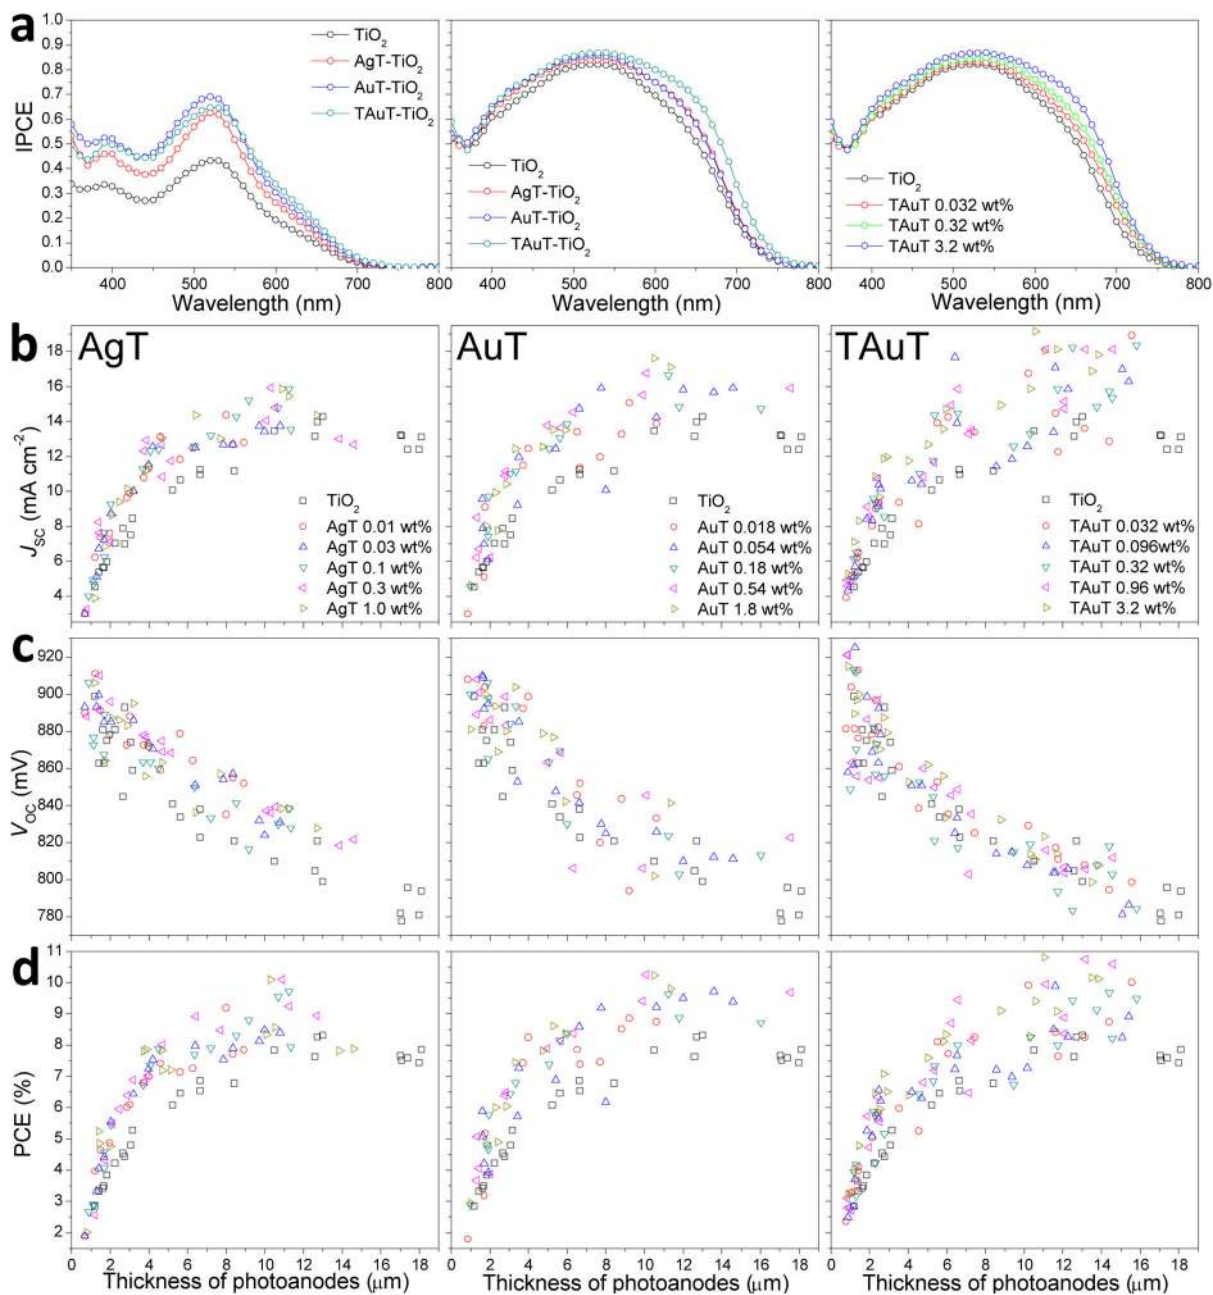 a
IPCE
1.0
0.9
0.8
0.7
0.6
0.5
0.4
0.3
0.2
0.1
0.0
TiO2
AgT-TiO2
AuT-TiO2
TAuT-TiO2
400 500 600 700 800
Wavelength (nm)
TiO2
AgT-TiO2
AuT-TiO2
TAuT-TiO2
400 500 600 700 800
Wavelength (nm)
TiO2
TAuT 0.032 wt%
TAuT 0.32 wt%
TAuT 3.2 wt%
400 500 600 700 800
Wavelength (nm)
b
JSC (mA cm−2)
18
16
14
12
10
8
6
4
AgT
TiO2
AgT 0.01 wt%
AgT 0.03 wt%
AgT 0.1 wt%
AgT 0.3 wt%
AgT 1.0 wt%
AuT
TiO2
AuT 0.018 wt%
AuT 0.054 wt%
AuT 0.18 wt%
AuT 0.54 wt%
AuT 1.8 wt%
TAuT
TiO2
TAuT 0.032 wt%
TAuT 0.096wt%
TAuT 0.32 wt%
TAuT 0.96 wt%
TAuT 3.2 wt%
c
VOC (mV)
920
900
880
860
840
820
800
780
d
PCE (%)
11
10
9
8
7
6
5
4
3
2
0 2 4 6 8 10 12 14 16 18
Thickness of photoanodes (μm)
0 2 4 6 8 10 12 14 16 18
Thickness of photoanodes (μm)
0 2 4 6 8 10 12 14 16 18
Thickness of photoanodes (μm)